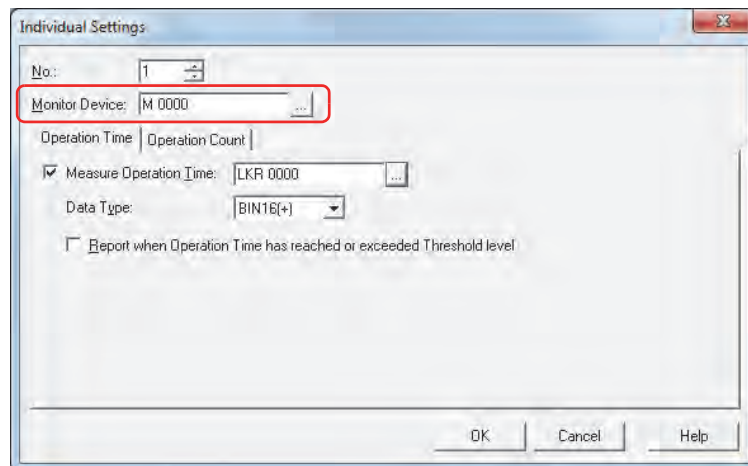 Individual Settings
No.: 1
Monitor Device: M 0000 ...
Operation Time Operation Count
Measure Operation Time: LKR 0000 ...
Data Type: BIN16(+)
Report when Operation Time has reached or exceeded Threshold level
OK Cancel Help